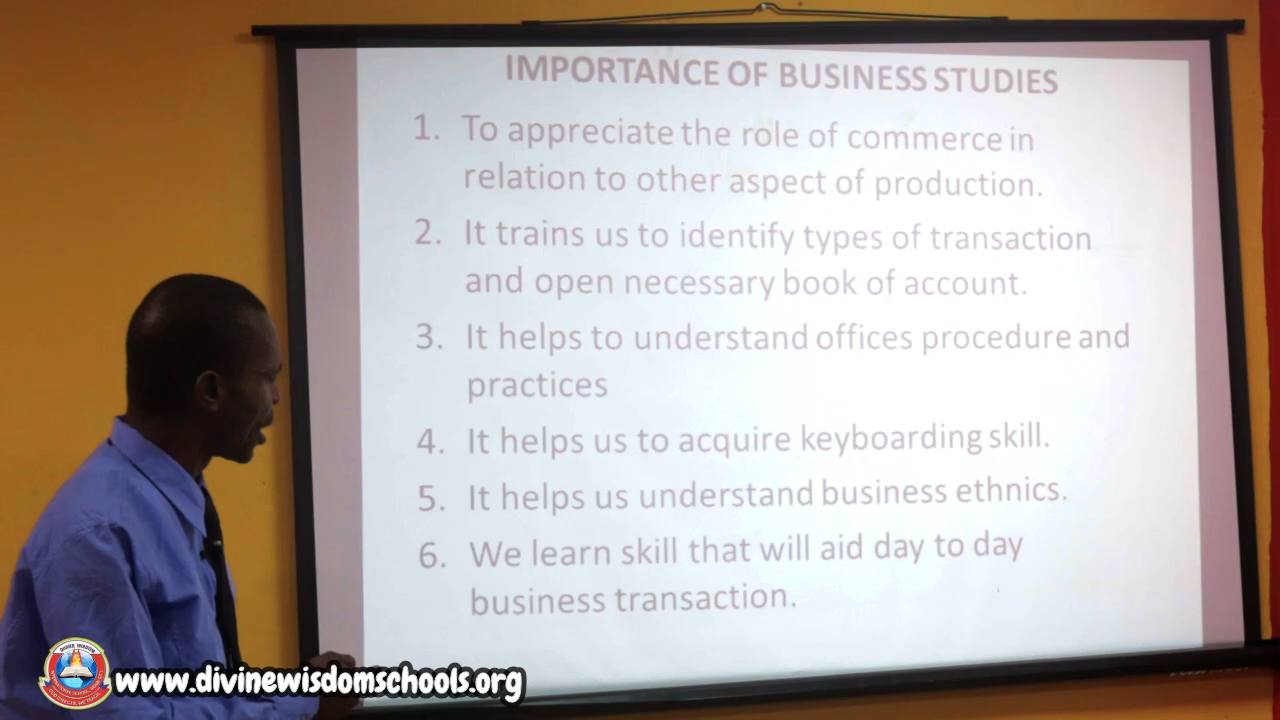 IMPORTANCE OF BUSINESS STUDIES
1. To appreciate the role of commerce in
relation to other aspect of production.
2. It trains us to identify types of transaction
and open necessary book of account.
3. It helps to understand offices procedure and
practices
4. It helps us to acquire keyboarding skill.
5. It helps us understand business ethnics.
6. We learn skill that will aid day to day
business transaction.
DIVINE WISDOM
www.divinewisdomschools.org